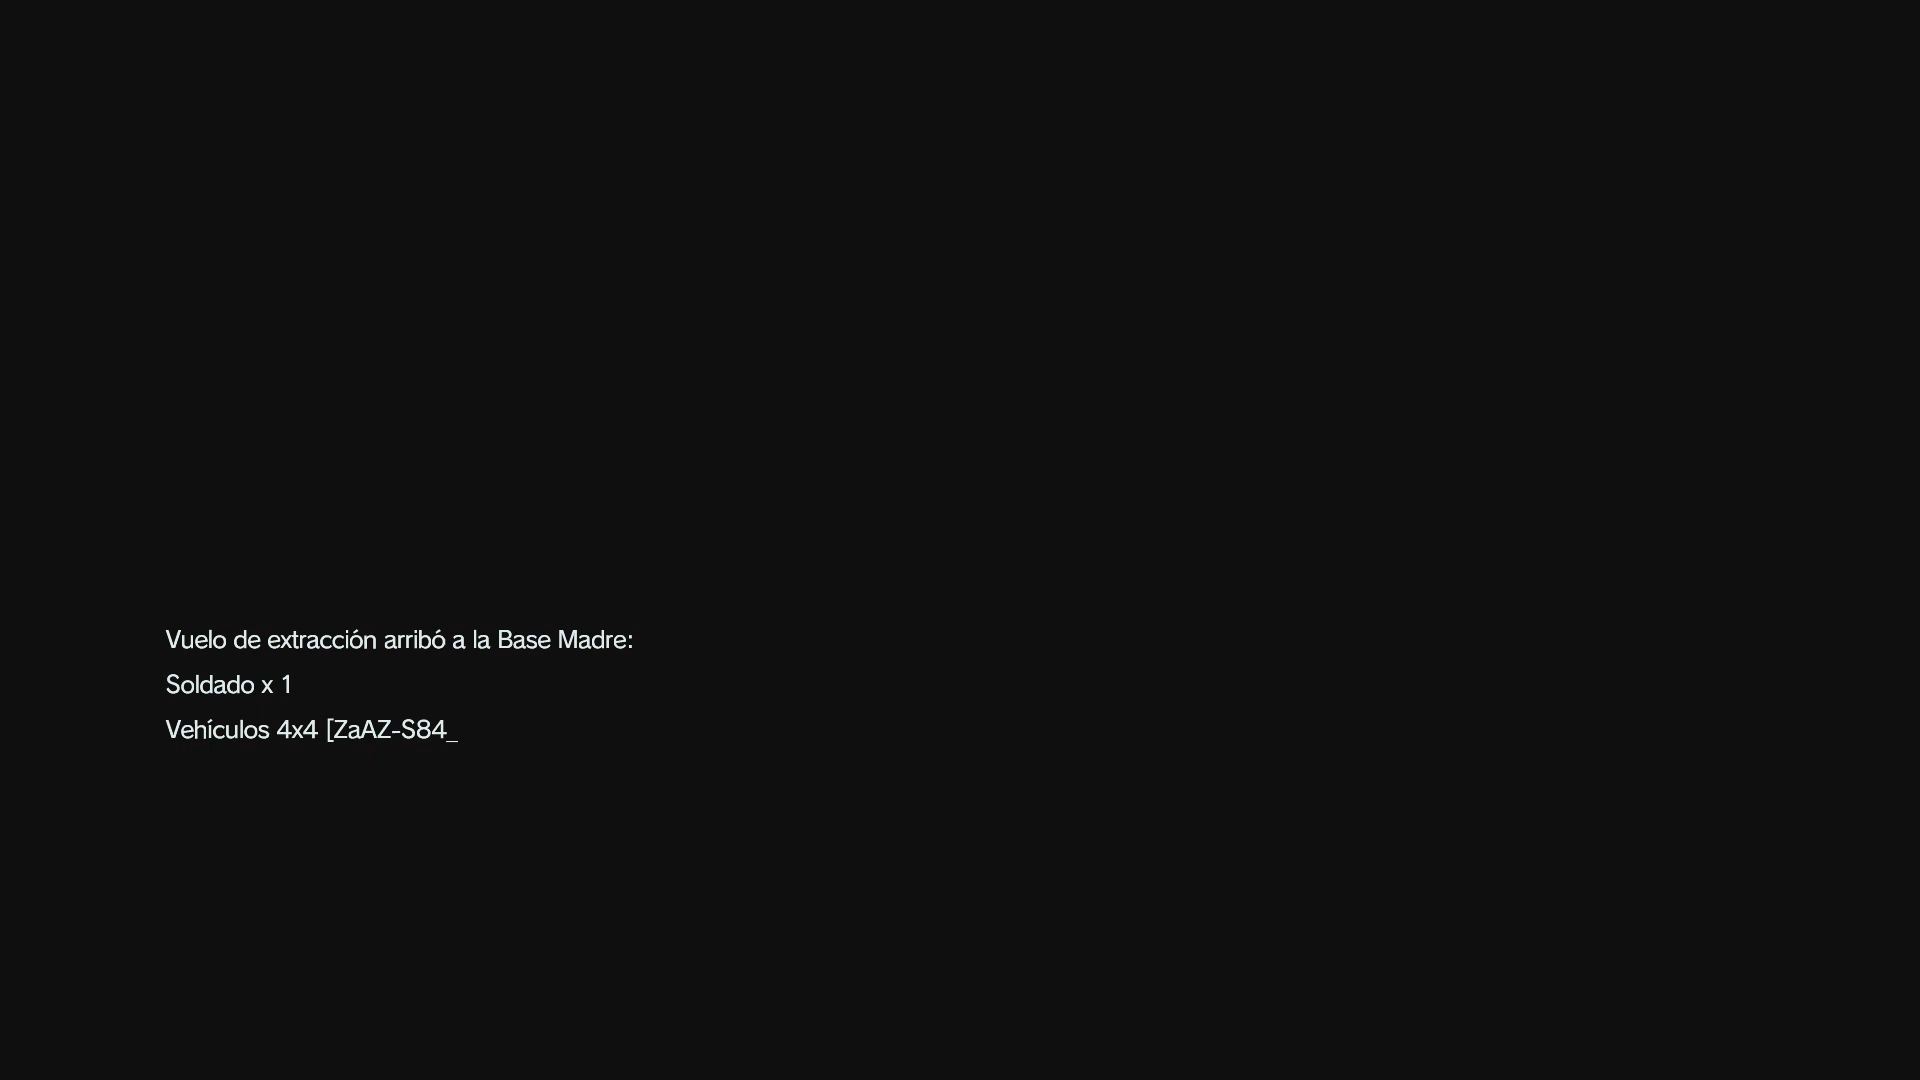 Vuelo de extracción arribó a la Base Madre:
Soldado x 1
Vehículos 4x4 [ZaAZ-S84_